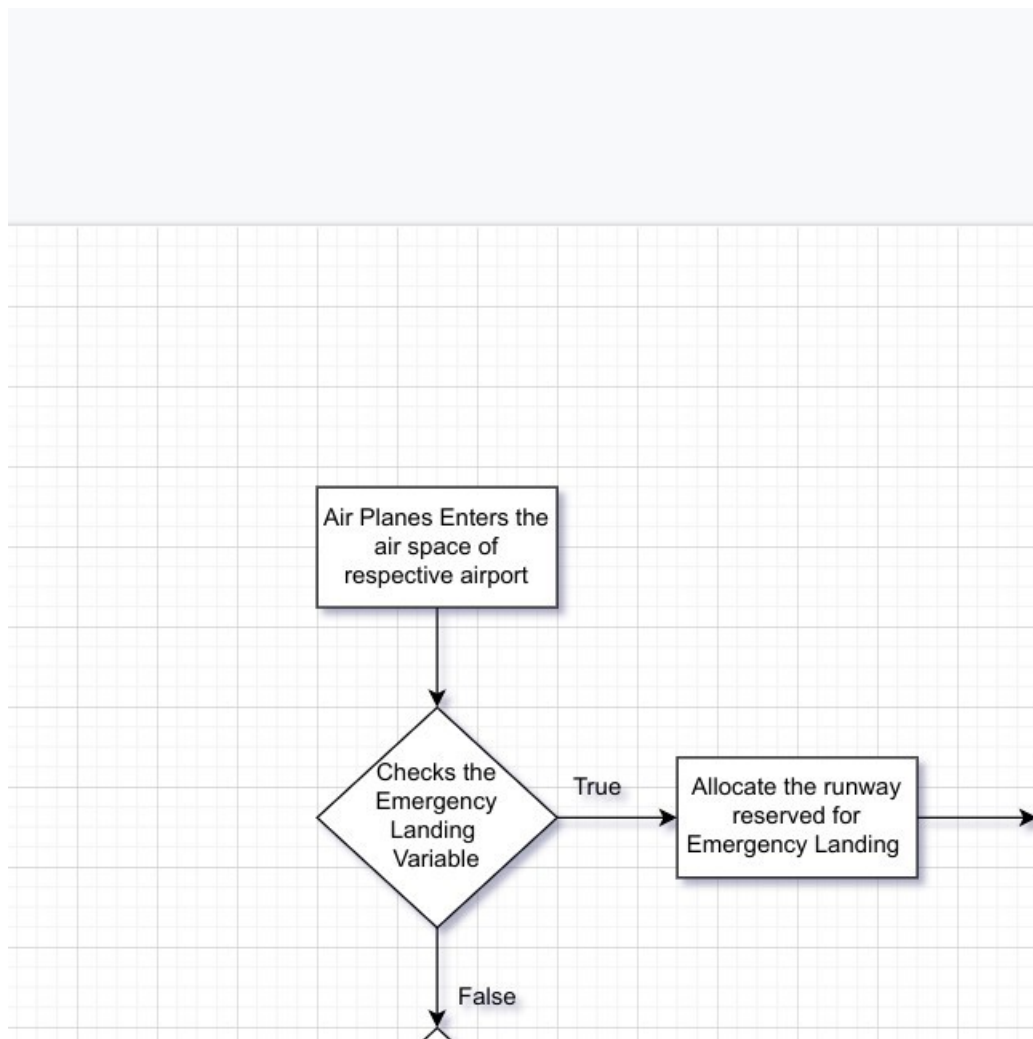 Air Planes Enters the
air space of
respective airport
Checks the
Emergency
Landing
Variable
True
Allocate the runway
reserved for
Emergency Landing
False